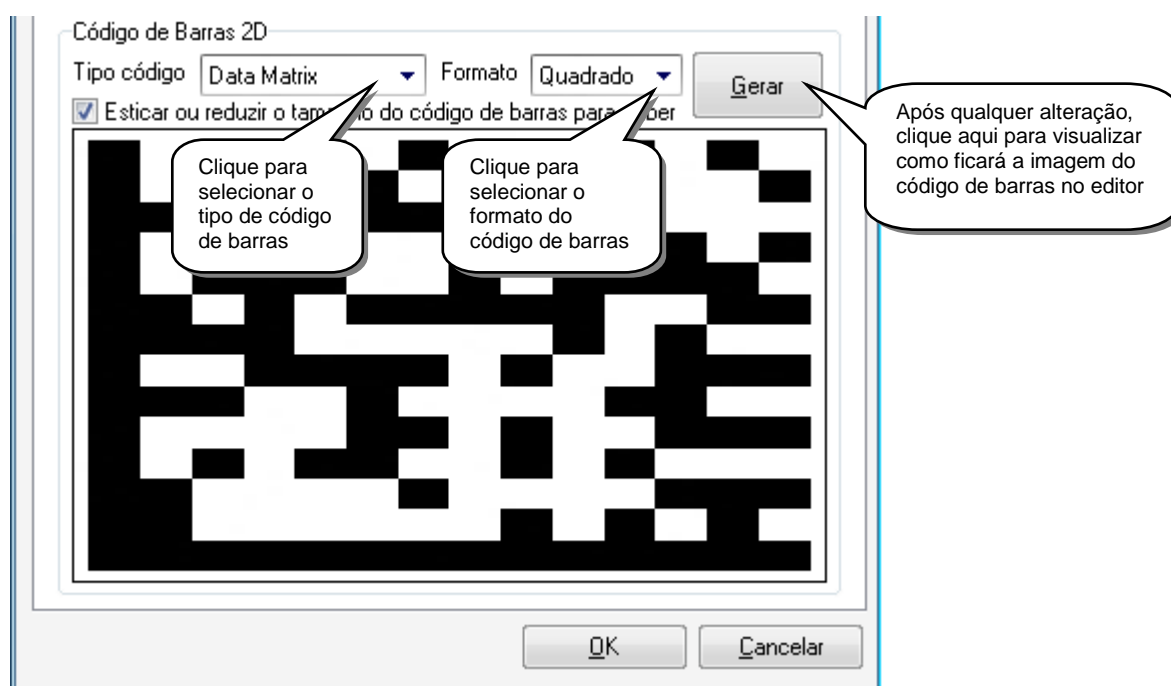 Código de Barras 2D
Tipo código Data Matrix Formato Quadrado Gerar
Esticar ou reduzir o do código de barras para
Clique para
selecionar o
tipo de código
de barras
Clique para
selecionar o
formato do
código de barras
Após qualquer alteração,
clique aqui para visualizar
como ficará a imagem do
código de barras no editor
OK Cancelar